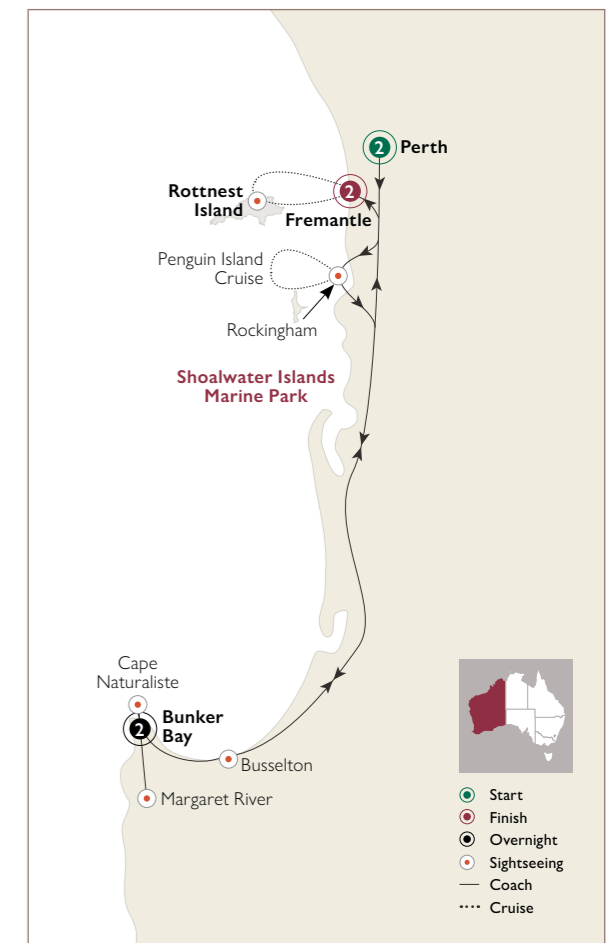 2
Perth
2
Fremantle
Rottnest
Island
Penguin Island
Cruise
Rockingham
Shoalwater Islands
Marine Park
Cape
Naturaliste
2
Bunker
Bay
Busselton
Margaret River
Start
Finish
Overnight
Sightseeing
Coach
Cruise